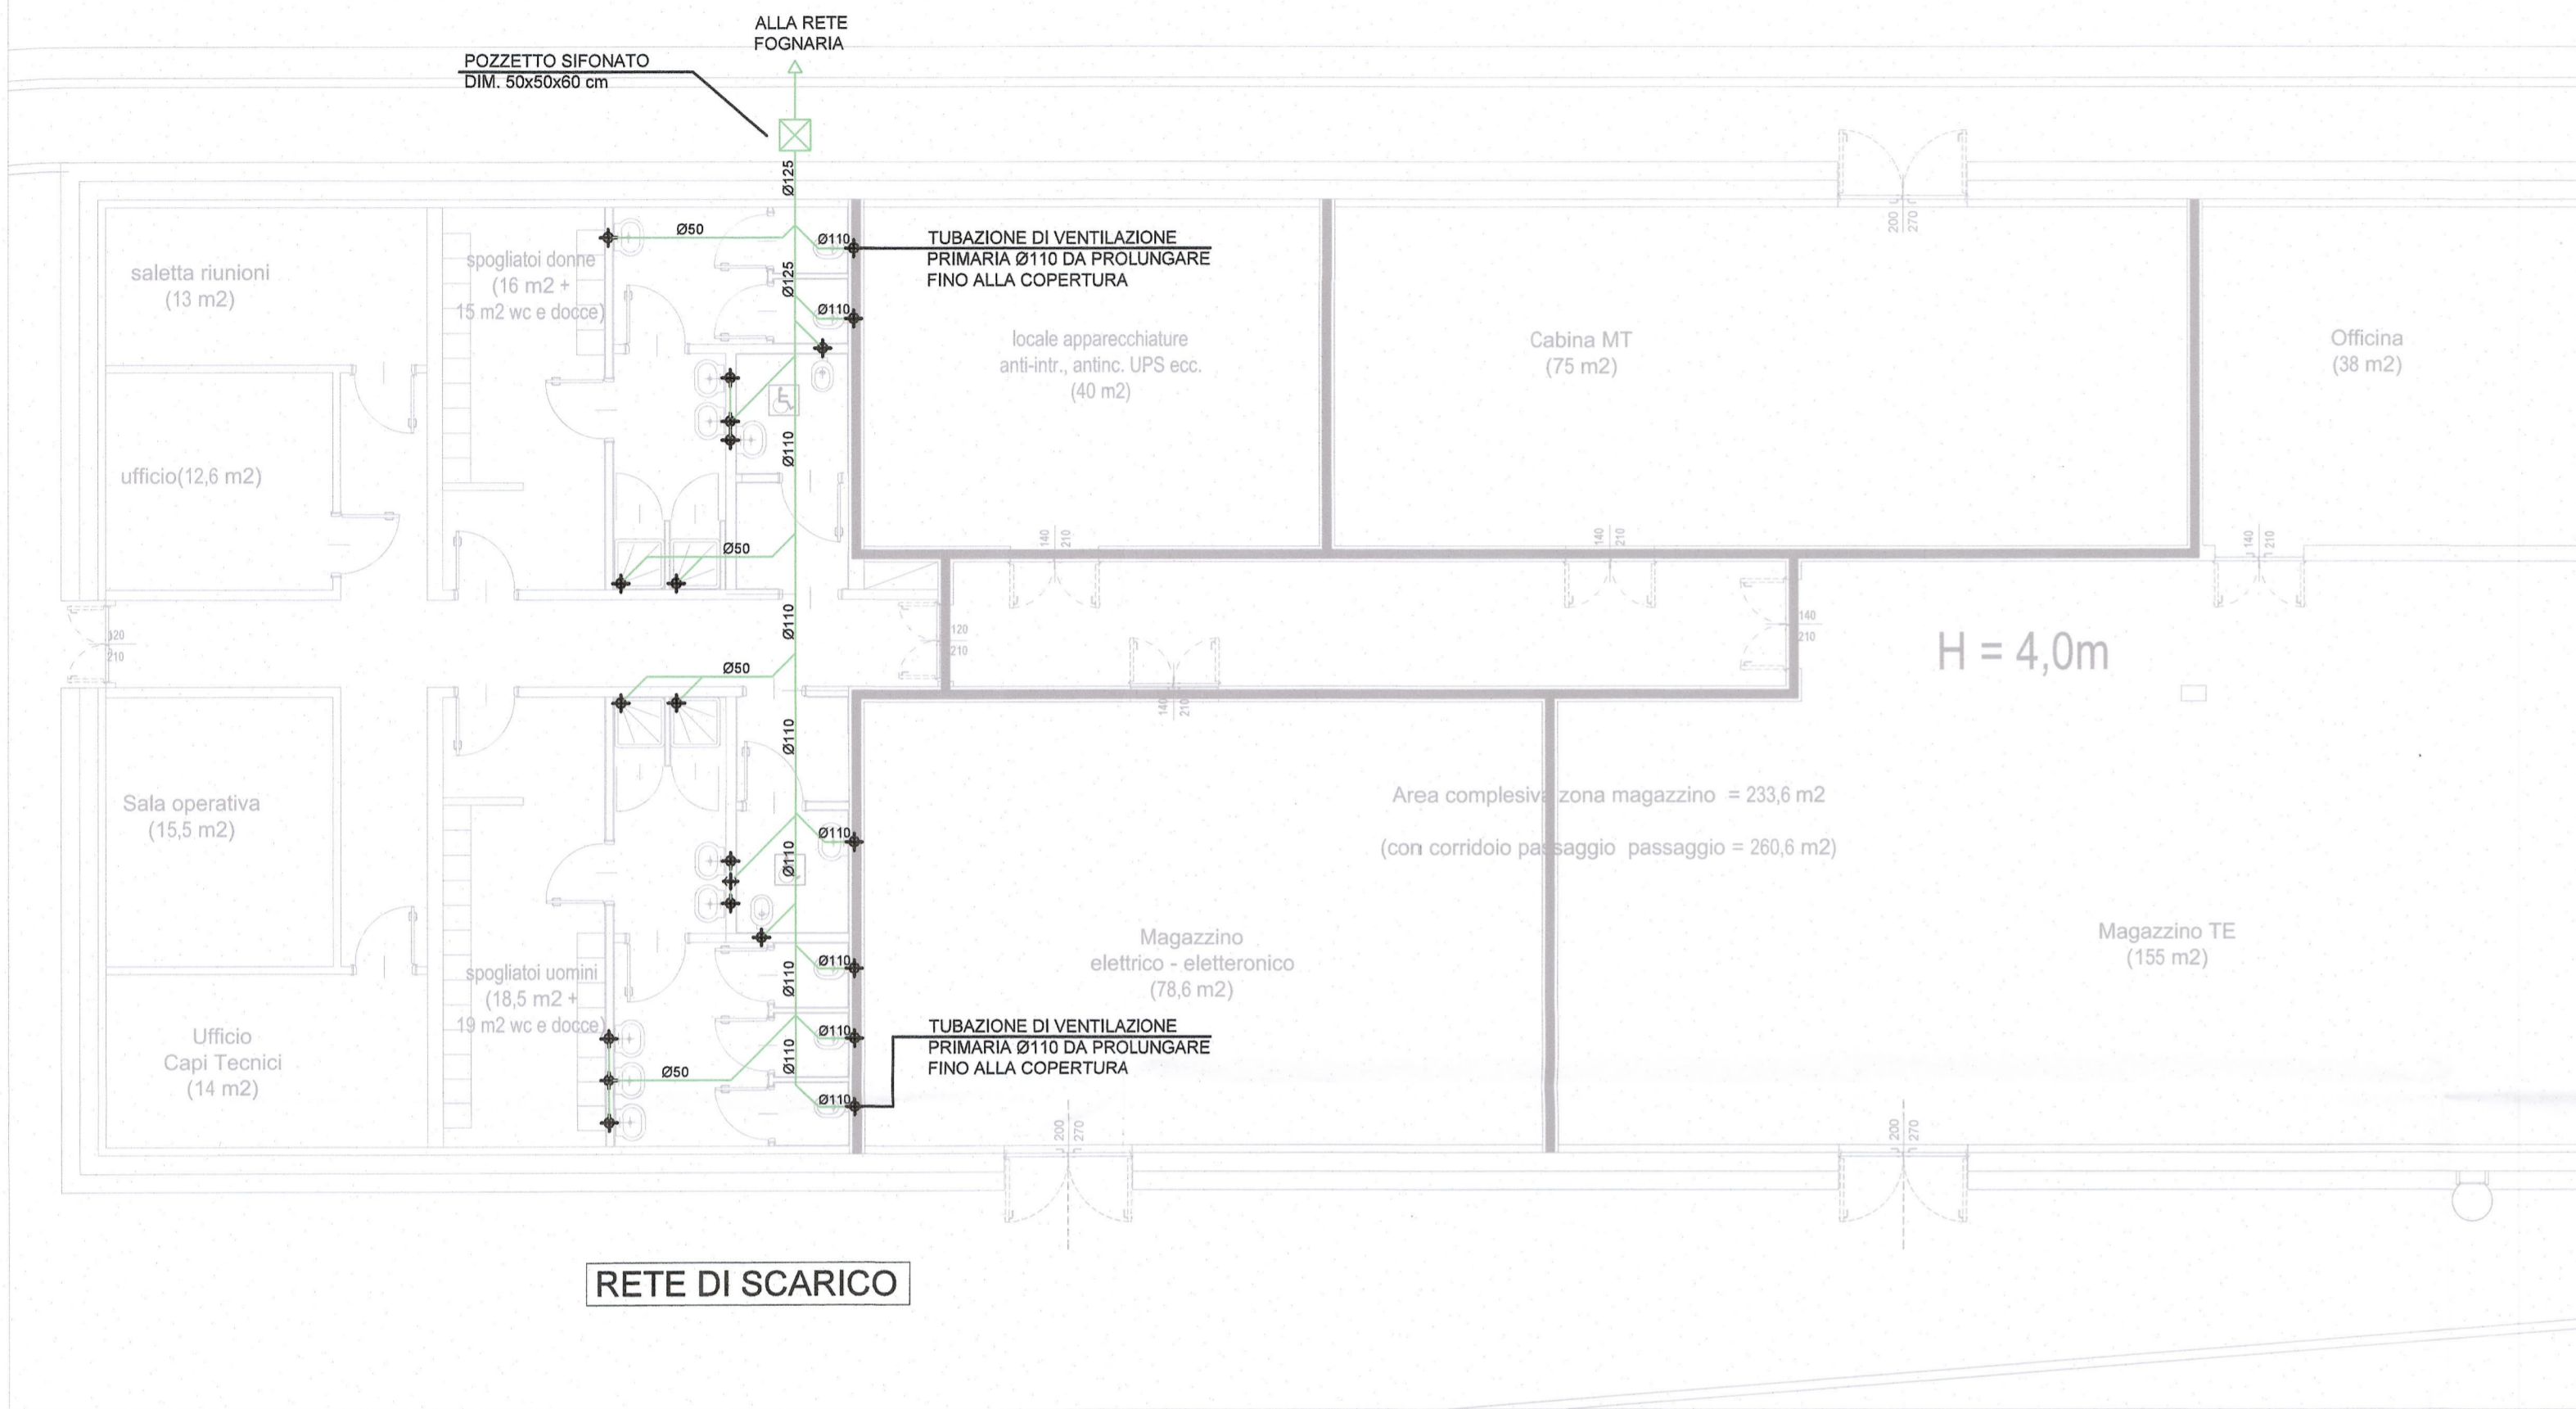 ALLA RETE
FOGNARIA
POZZETTO SIFONATO
DIM. 50x50x60 cm
Ø125
200
270
Ø50
Ø110
TUBAZIONE DI VENTILAZIONE
PRIMARIA Ø110 DA PROLUNGARE
FINO ALLA COPERTURA
saletta riunioni
(13 m2)
spogliatoi donne
(16 m2 +
15 m2 wc e docce)
Ø125
Ø110
locale apparecchiature
anti-intr., antinc. UPS ecc.
(40 m2)
Cabina MT
(75 m2)
Officina
(38 m2)
ufficio(12,6 m2)
Ø110
Ø50
140
210
140
210
140
210
Ø110
120
210
120
210
140
210
H = 4,0m
Ø50
140
210
Ø110
Sala operativa
(15,5 m2)
Area complesiva zona magazzino = 233,6 m2
(con corridoio passaggio passaggio = 260,6 m2)
Ø110
Ø110
Magazzino
elettrico - eletteronico
(78,6 m2)
Magazzino TE
(155 m2)
spogliatoi uomini
(18,5 m2 +
19 m2 wc e docce)
Ø110
Ø110
Ufficio
Capi Tecnici
(14 m2)
Ø110
Ø110
Ø50
Ø110
TUBAZIONE DI VENTILAZIONE
PRIMARIA Ø110 DA PROLUNGARE
FINO ALLA COPERTURA
200
270
200
270
RETE DI SCARICO